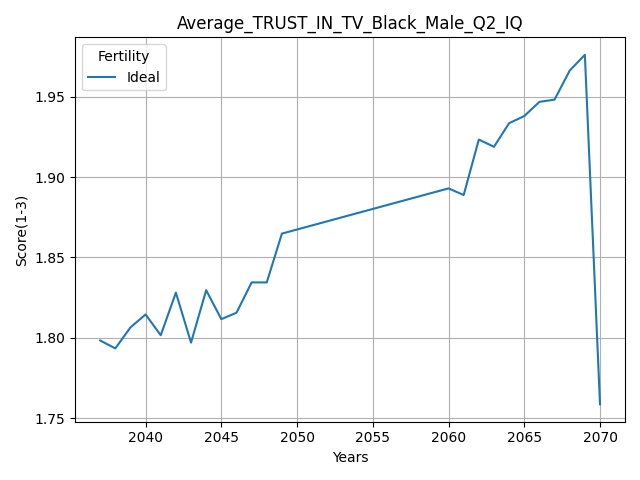 Average_TRUST_IN_TV_Black_Male_Q2_IQ
Fertility
Ideal
Score(1-3)
1.95
1.90
1.85
1.80
1.75
2040 2045 2050 2055 2060 2065 2070
Years